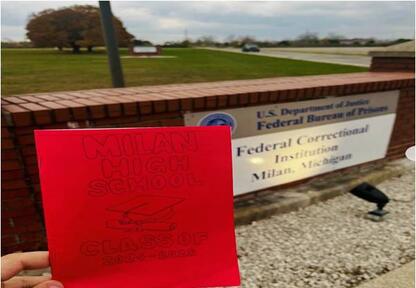 U.S. Department of Justice
Federal Bureau of Prisons
Federal Correctional
Institution
Milan, Michigan
MILAN
HIGH
SCHOOL
CLASS OF